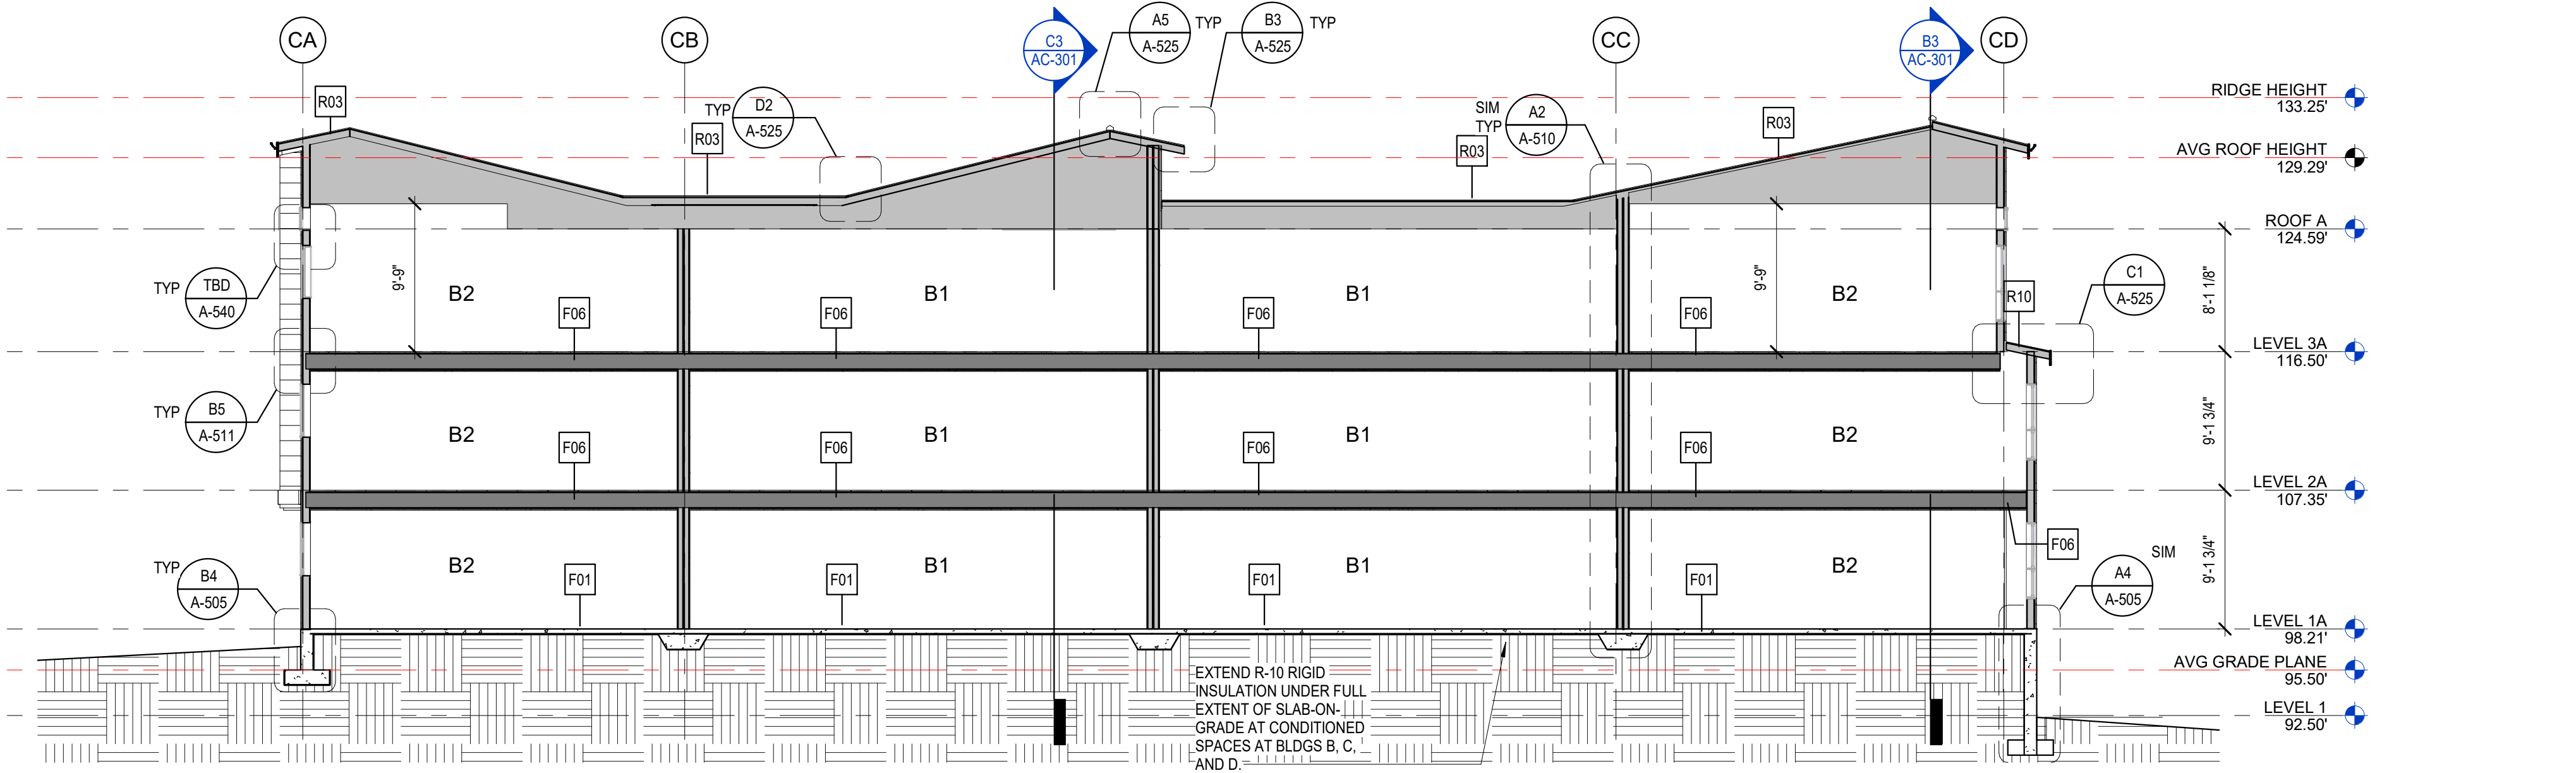 CA
CB
C3
AC-301
A5
A-525
TYP
B3
A-525
TYP
CC
B3
AC-301
CD
RIDGE HEIGHT
133.25'
R03
TYP
D2
A-525
R03
SIM
TYP
A2
A-510
R03
R03
AVG ROOF HEIGHT
129.29'
ROOF A
124.59'
TYP
TBD
A-540
9'-9"
B2
F06
F06
B1
F06
B1
F06
9'-9"
B2
R10
C1
A-525
8'-1 1/8"
LEVEL 3A
116.50'
TYP
B5
A-511
B2
F06
F06
B1
F06
B1
F06
B2
9'-1 3/4"
LEVEL 2A
107.35'
TYP
B4
A-505
B2
F01
F01
B1
F01
B1
F01
B2
F06
SIM
A4
A-505
9'-1 3/4"
LEVEL 1A
98.21'
AVG GRADE PLANE
95.50'
LEVEL 1
92.50'
EXTEND R-10 RIGID
INSULATION UNDER FULL
EXTENT OF SLAB-ON-
GRADE AT CONDITIONED
SPACES AT BLDGS B, C,
AND D.